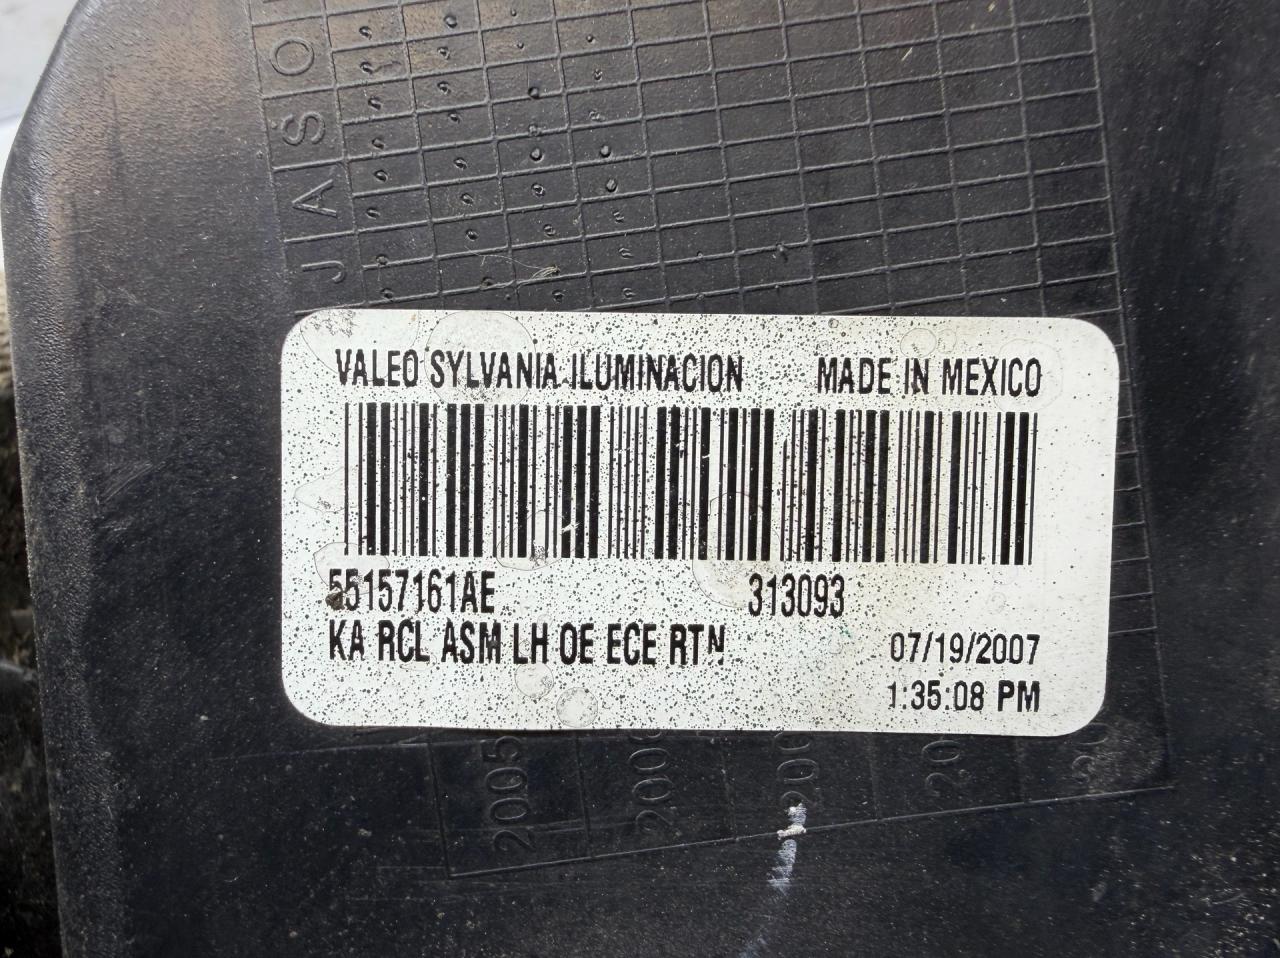 J A S O
VALEO SYLVANIA ILUMINACION MADE IN MEXICO
55157161AE 313093
KA RCL ASM LH OE ECE RTN
07/19/2007
1:35:08 PM
2005